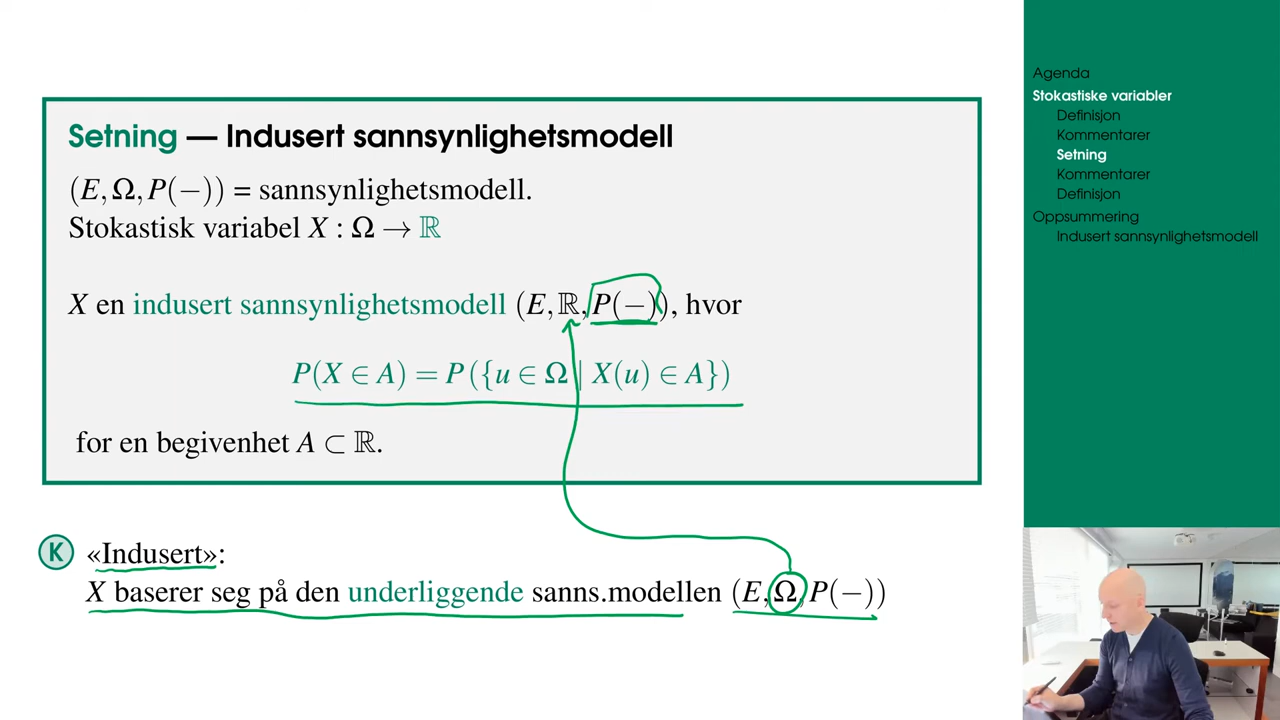 Setning — Indusert sannsynlighetsmodell
(E, Ω, P(−)) = sannsynlighetsmodell.
Stokastisk variabel X : Ω → ℝ
X en indusert sannsynlighetsmodell (E, ℝ, P(−)), hvor
P(X ∈ A) = P({u ∈ Ω | X(u) ∈ A})
for en begivenhet A ⊂ ℝ.
K «Indusert»:
X baserer seg på den underliggende sanns.modellen (E, Ω, P(−))
Agenda
Stokastiske variabler
Definisjon
Kommentarer
Setning
Kommentarer
Definisjon
Oppsummering
Indusert sannsynlighetsmodell